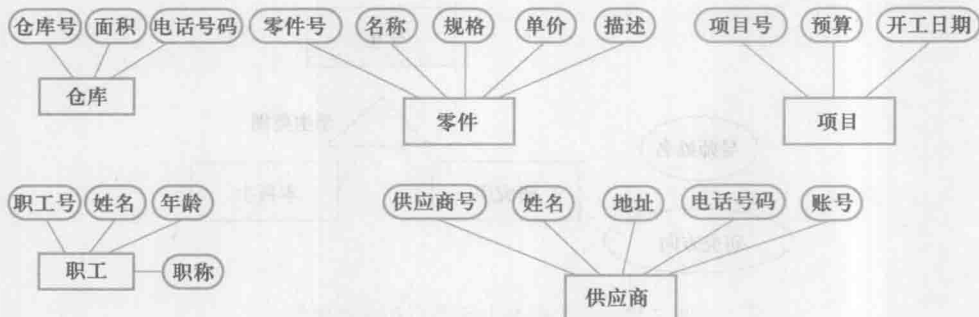 仓库号 面积 电话号码 零件号 名称 规格 单价 描述 项目号 预算 开工日期
仓库 零件 项目
职工号 姓名 年龄 供应商号 姓名 地址 电话号码 账号
职工 职称 供应商